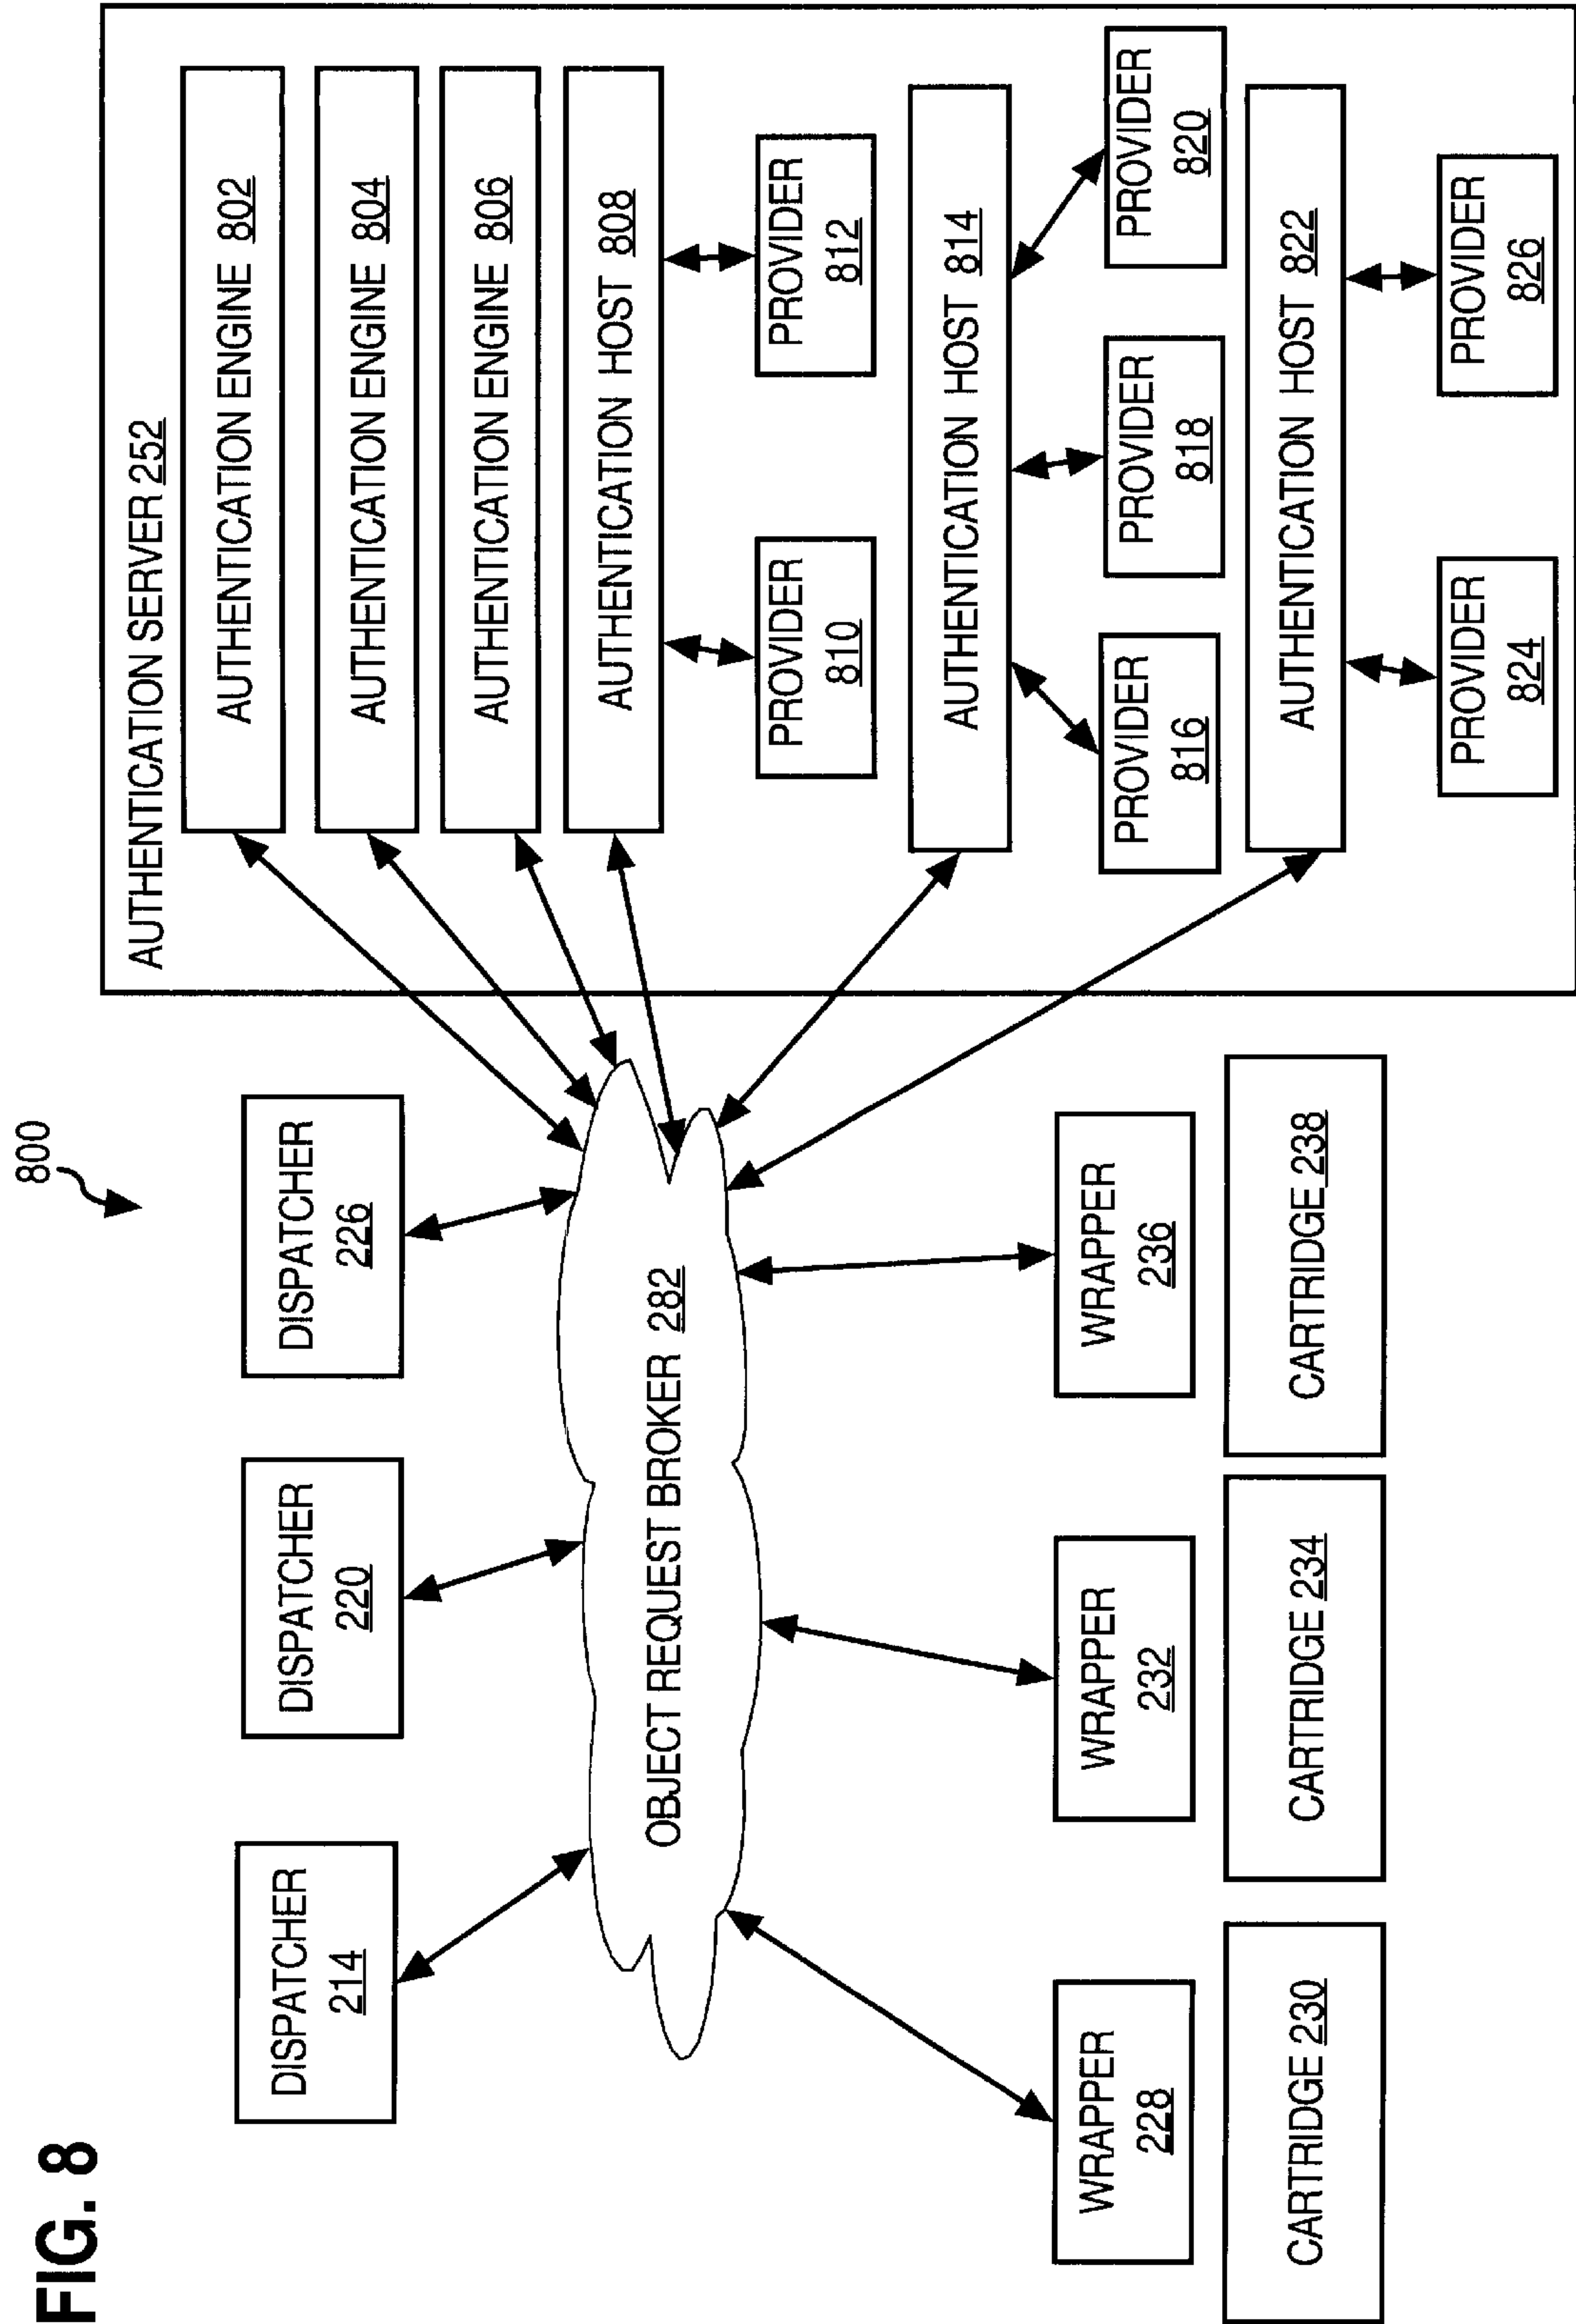 FIG. 8
800
DISPATCHER
214
DISPATCHER
220
DISPATCHER
226
OBJECT REQUEST BROKER 282
WRAPPER
228
WRAPPER
232
WRAPPER
236
CARTRIDGE 230
CARTRIDGE 234
CARTRIDGE 238
AUTHENTICATION SERVER 252
AUTHENTICATION ENGINE 802
AUTHENTICATION ENGINE 804
AUTHENTICATION ENGINE 806
AUTHENTICATION HOST 808
PROVIDER
810
PROVIDER
812
AUTHENTICATION HOST 814
PROVIDER
816
PROVIDER
818
PROVIDER
820
AUTHENTICATION HOST 822
PROVIDER
824
PROVIDER
826